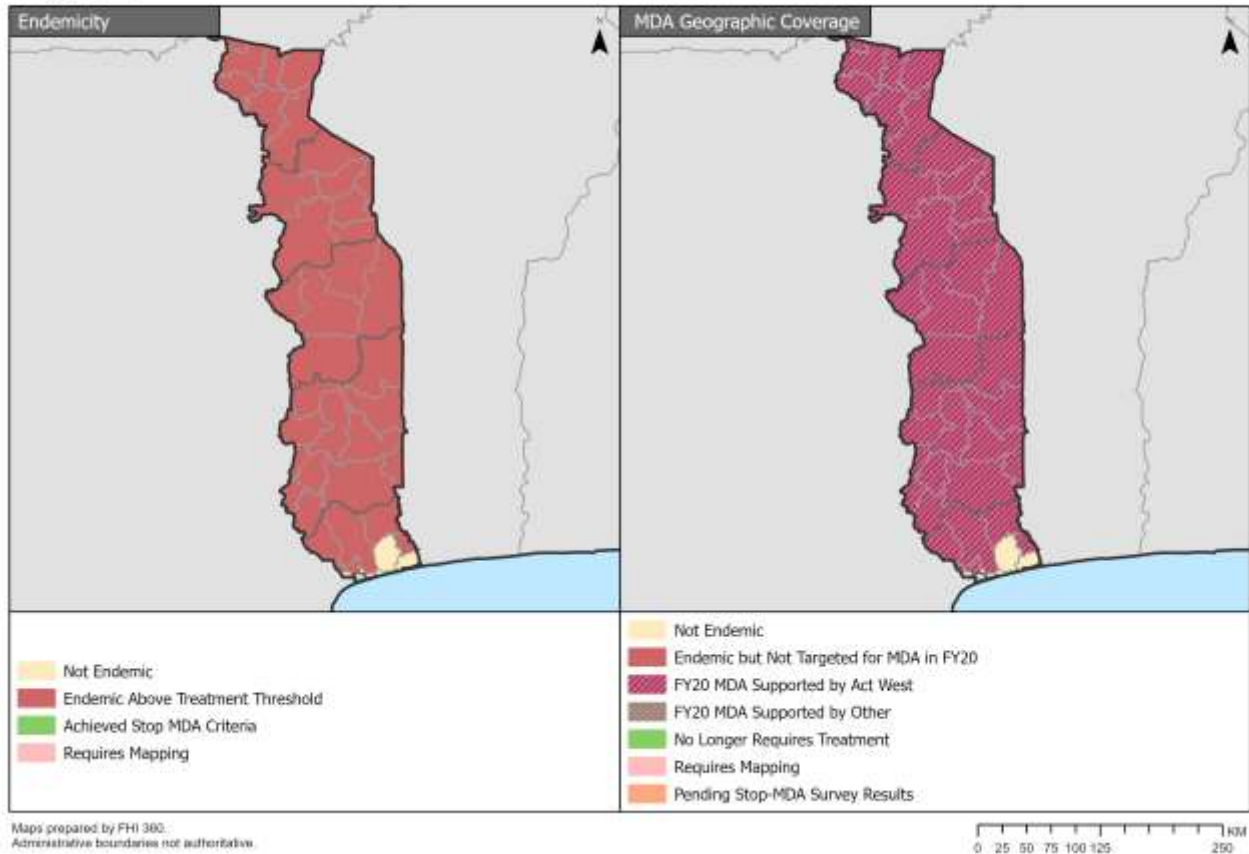 Endemicity
MDA Geographic Coverage
N
N
Not Endemic
Endemic Above Treatment Threshold
Achieved Stop MDA Criteria
Requires Mapping
Not Endemic
Endemic but Not Targeted for MDA in FY20
FY20 MDA Supported by Act West
FY20 MDA Supported by Other
No Longer Requires Treatment
Requires Mapping
Pending Stop-MDA Survey Results
Maps prepared by FHI 360.
Administrative boundaries not authoritative.
KM
0 25 50 75 100 125 250